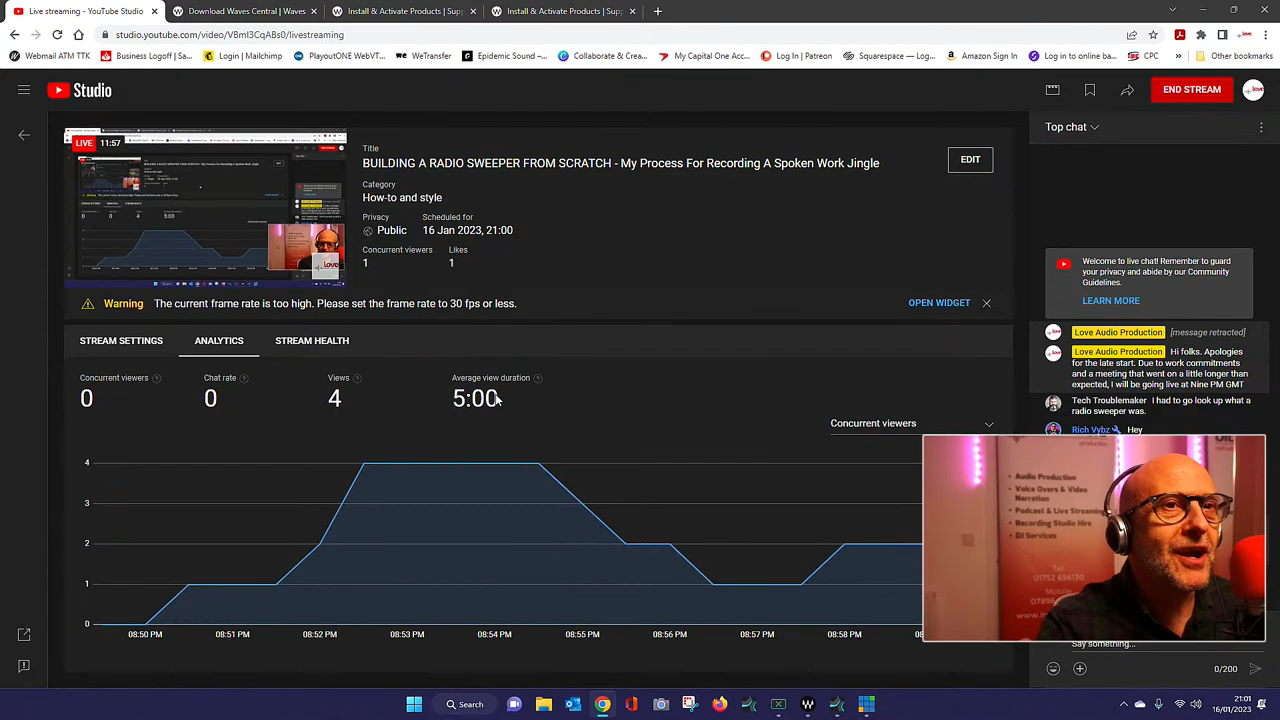 Live streaming - YouTube Studio
Download Waves Central | Waves
Install & Activate Products | Supp
Install & Activate Products | Supp
studio.youtube.com/video/VBmI3CqABs0/livestreaming
Webmail ATM TTK
Business Logoff | Sa...
Login | Mailchimp
PlayoutONE WebVT...
WeTransfer
Epidemic Sound –...
Collaborate & Crea...
My Capital One Acc...
Log In | Patreon
Squarespace — Log...
Amazon Sign In
Log in to online ba...
CPC
»
Other bookmarks
Studio
END STREAM
LIVE 11:57
Title
BUILDING A RADIO SWEEPER FROM SCRATCH - My Process For Recording A Spoken Work Jingle
EDIT
Category
How-to and style
Privacy
Scheduled for
Public
16 Jan 2023, 21:00
Concurrent viewers
Likes
1
1
Warning The current frame rate is too high. Please set the frame rate to 30 fps or less.
OPEN WIDGET
STREAM SETTINGS
ANALYTICS
STREAM HEALTH
Concurrent viewers
Chat rate
Views
Average view duration
0
0
4
5:00
Concurrent viewers
4
3
2
1
0
08:50 PM
08:51 PM
08:52 PM
08:53 PM
08:54 PM
08:55 PM
08:56 PM
08:57 PM
08:58 PM
Top chat
Welcome to live chat! Remember to guard
your privacy and abide by our Community
Guidelines.
LEARN MORE
Love Audio Production [message retracted]
Love Audio Production Hi folks. Apologies
for the late start. Due to work commitments
and a meeting that went on a little longer than
expected, I will be going live at Nine PM GMT
Tech Troublemaker I had to go look up what a
radio sweeper was.
Rich Vybz Hey
production
Audio Production
Voice Overs & Video
Narration
Podcast & Live Streaming
Recording Studio Hire
DJ Services
Tel
01752 656130
Mobile
Say something...
0/200
Search
21:01
16/01/2023